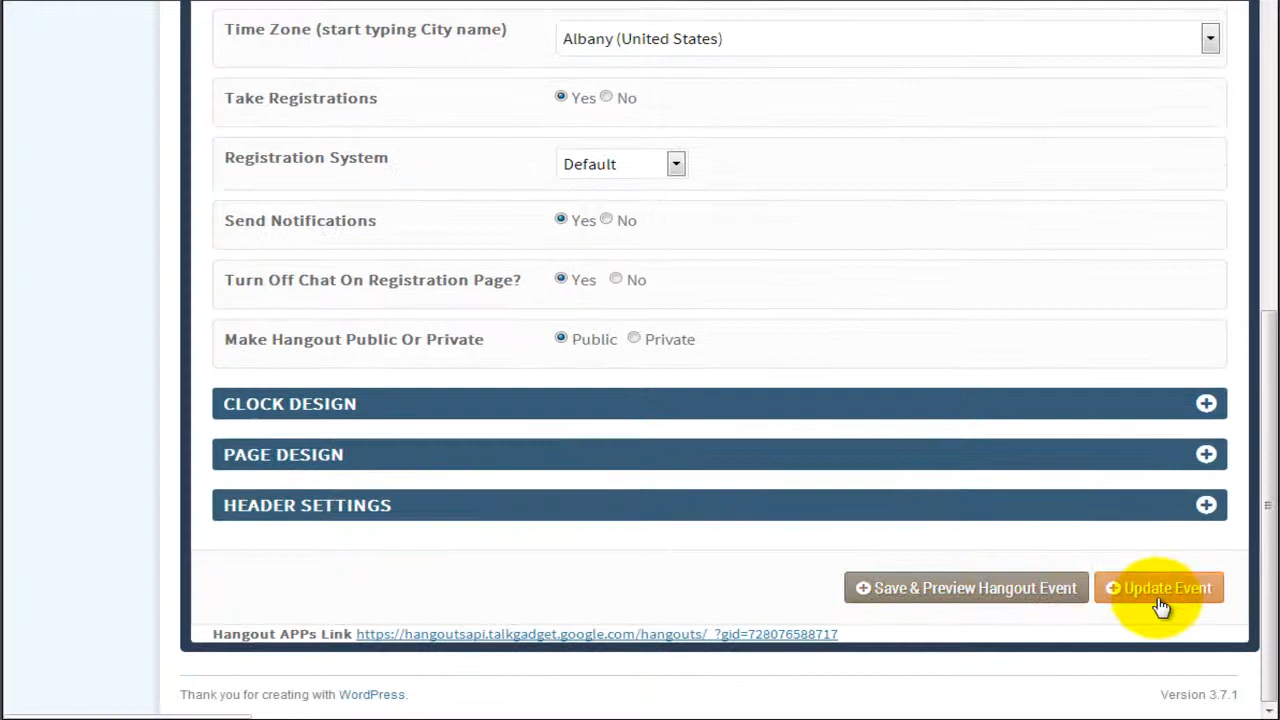 Time Zone (start typing City name)
Albany (United States)
Take Registrations
Yes No
Registration System
Default
Send Notifications
Yes No
Turn Off Chat On Registration Page?
Yes No
Make Hangout Public Or Private
Public Private
CLOCK DESIGN
PAGE DESIGN
HEADER SETTINGS
Save & Preview Hangout Event
Update Event
Hangout APPs Link https://hangoutsapi.talkgadget.google.com/hangouts/_?gid=728076588717
Thank you for creating with WordPress.
Version 3.7.1